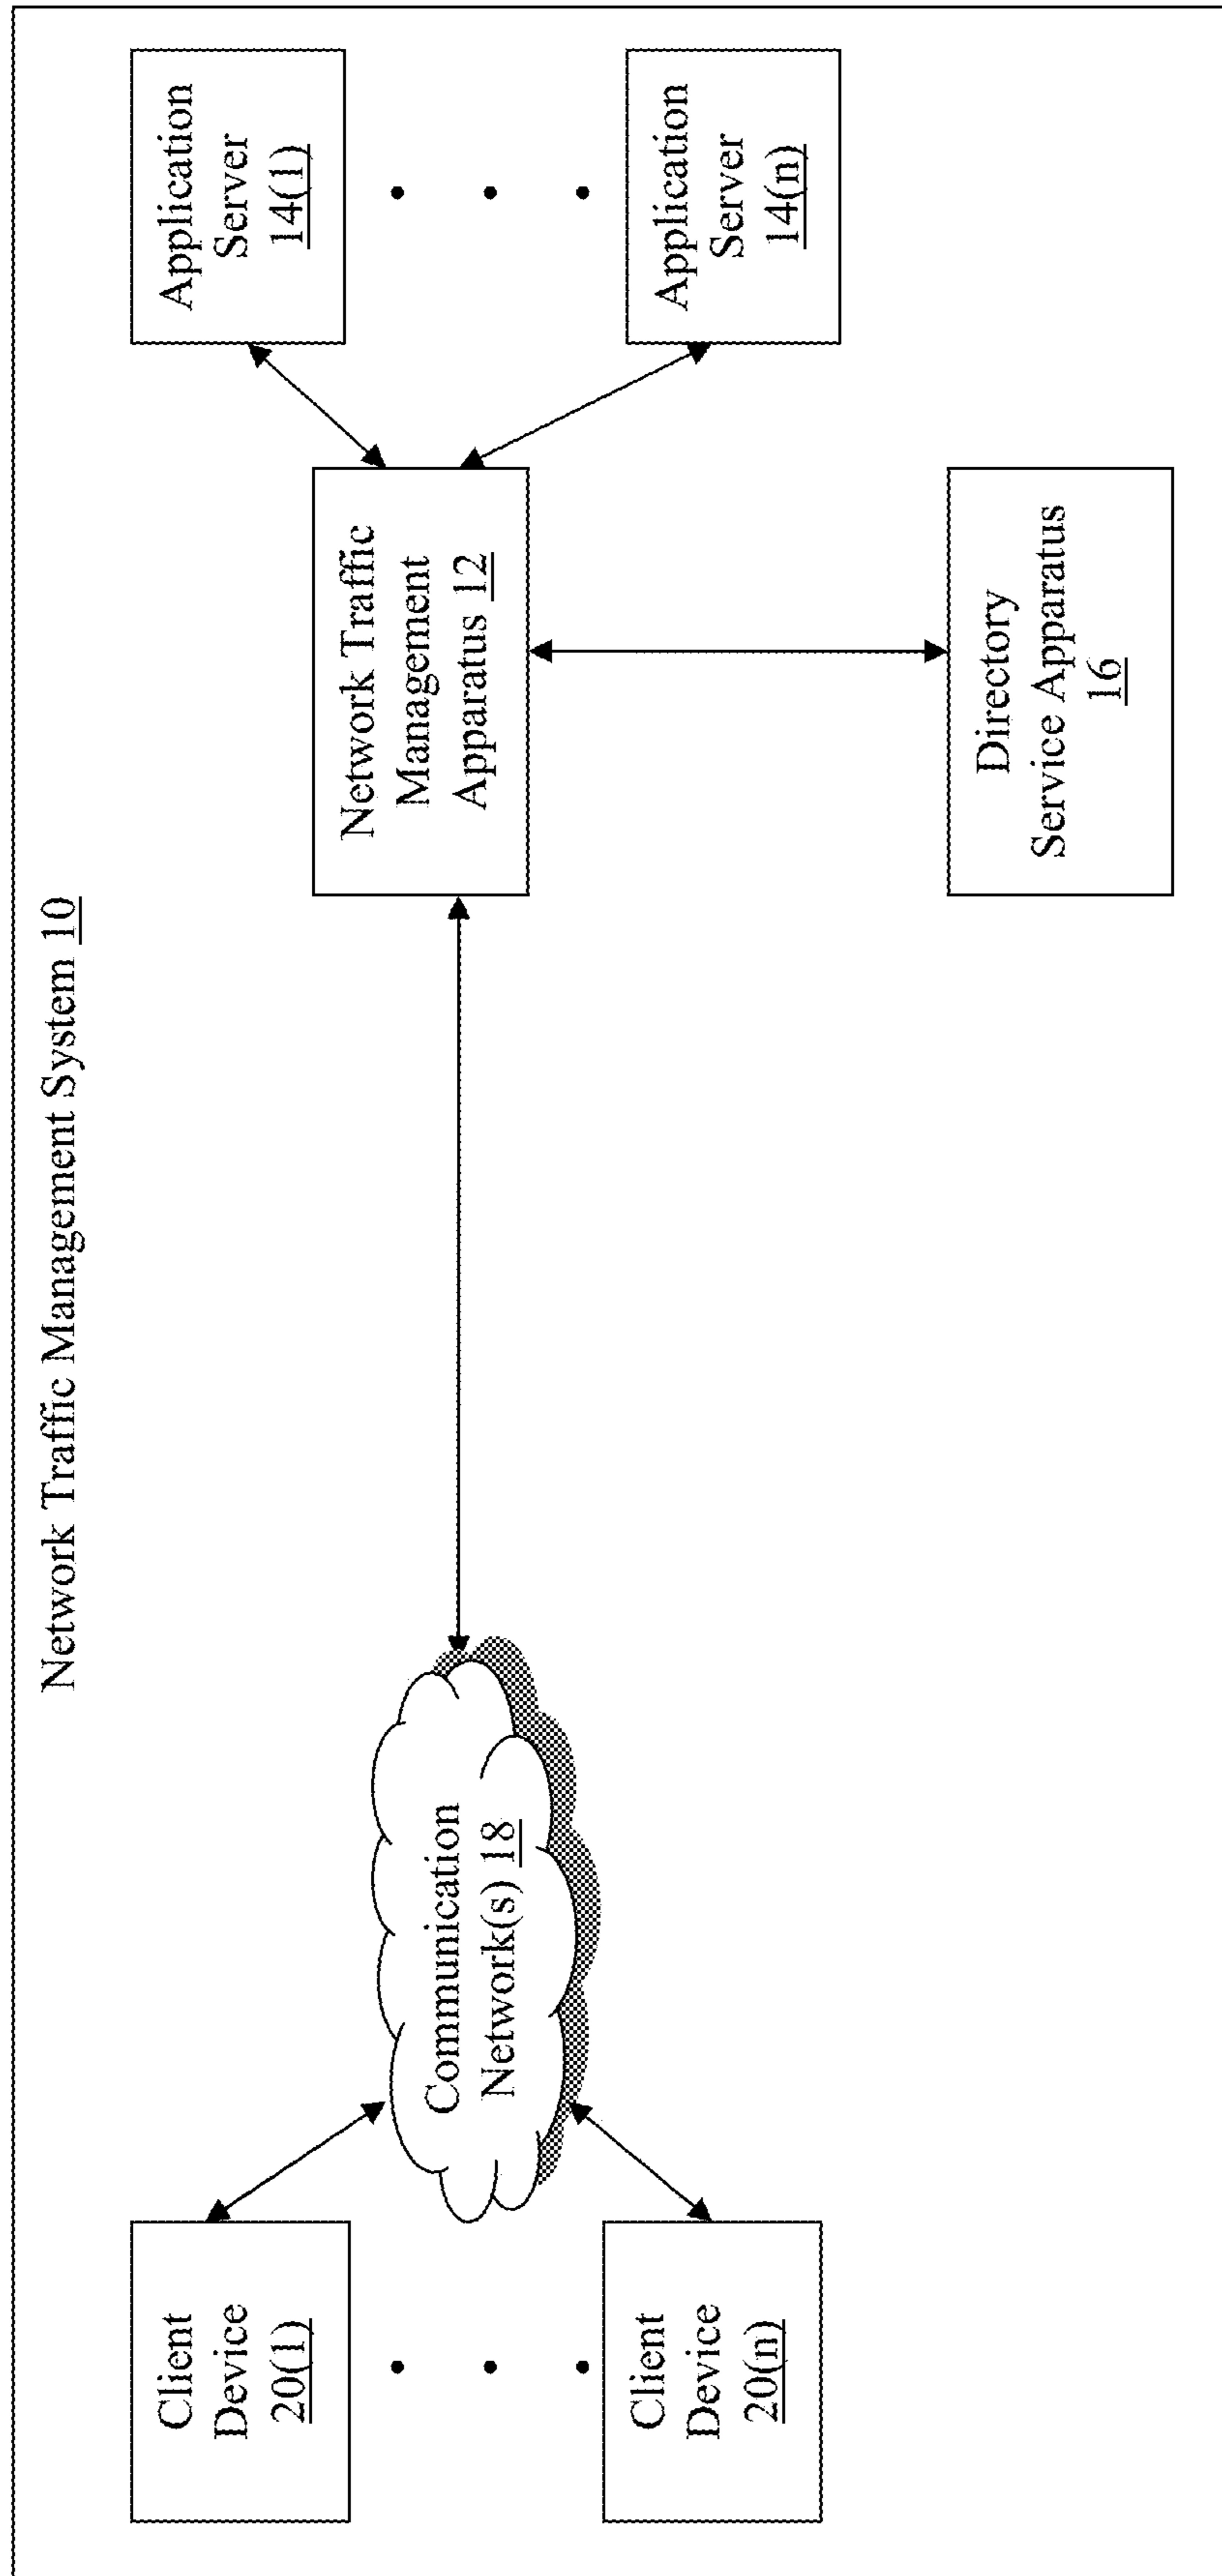 Network Traffic Management System 10
Client
Device
20(1)
Client
Device
20(n)
Communication
Network(s) 18
Network Traffic
Management
Apparatus 12
Application
Server
14(1)
Application
Server
14(n)
Directory
Service Apparatus
16